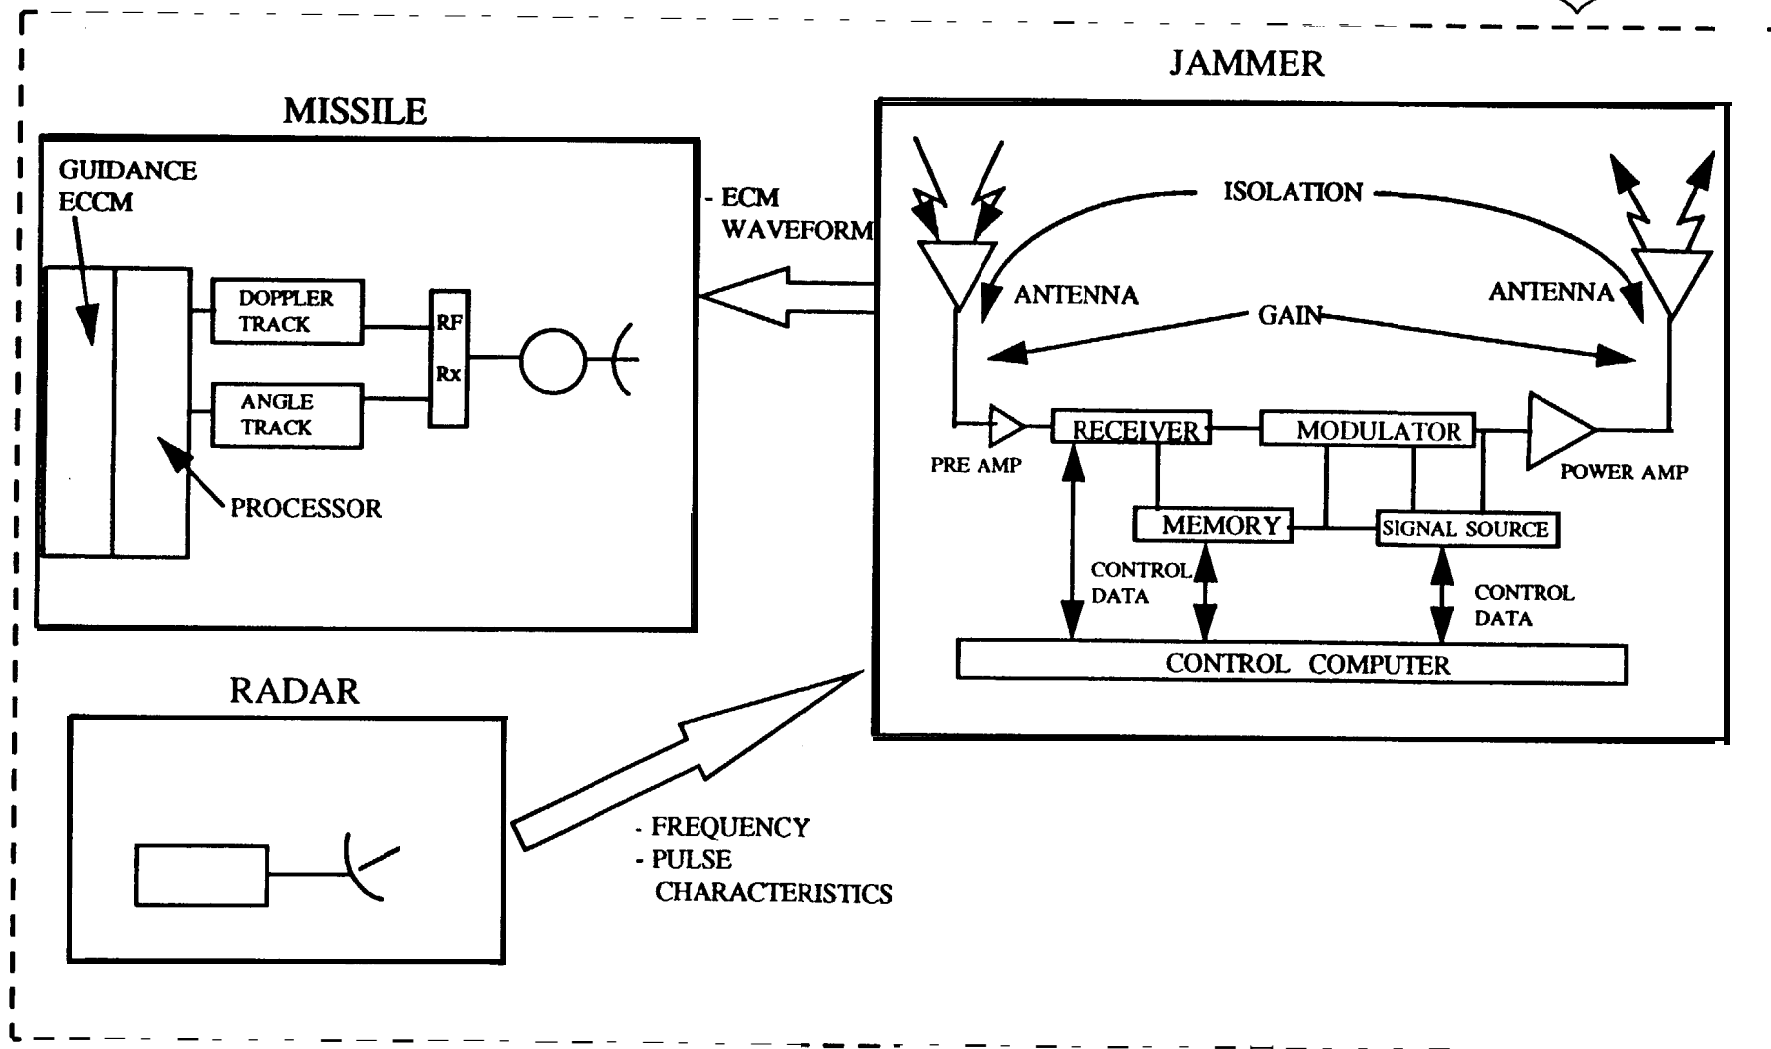 JAMMER
MISSILE
GUIDANCE
ECCM
DOPPLER
TRACK
RF
Rx
ANGLE
TRACK
PROCESSOR
- ECM
WAVEFORM
ISOLATION
ANTENNA
ANTENNA
GAIN
RECEIVER
MODULATOR
PRE AMP
POWER AMP
MEMORY
SIGNAL SOURCE
CONTROL
DATA
CONTROL
DATA
CONTROL COMPUTER
RADAR
- FREQUENCY
- PULSE
CHARACTERISTICS